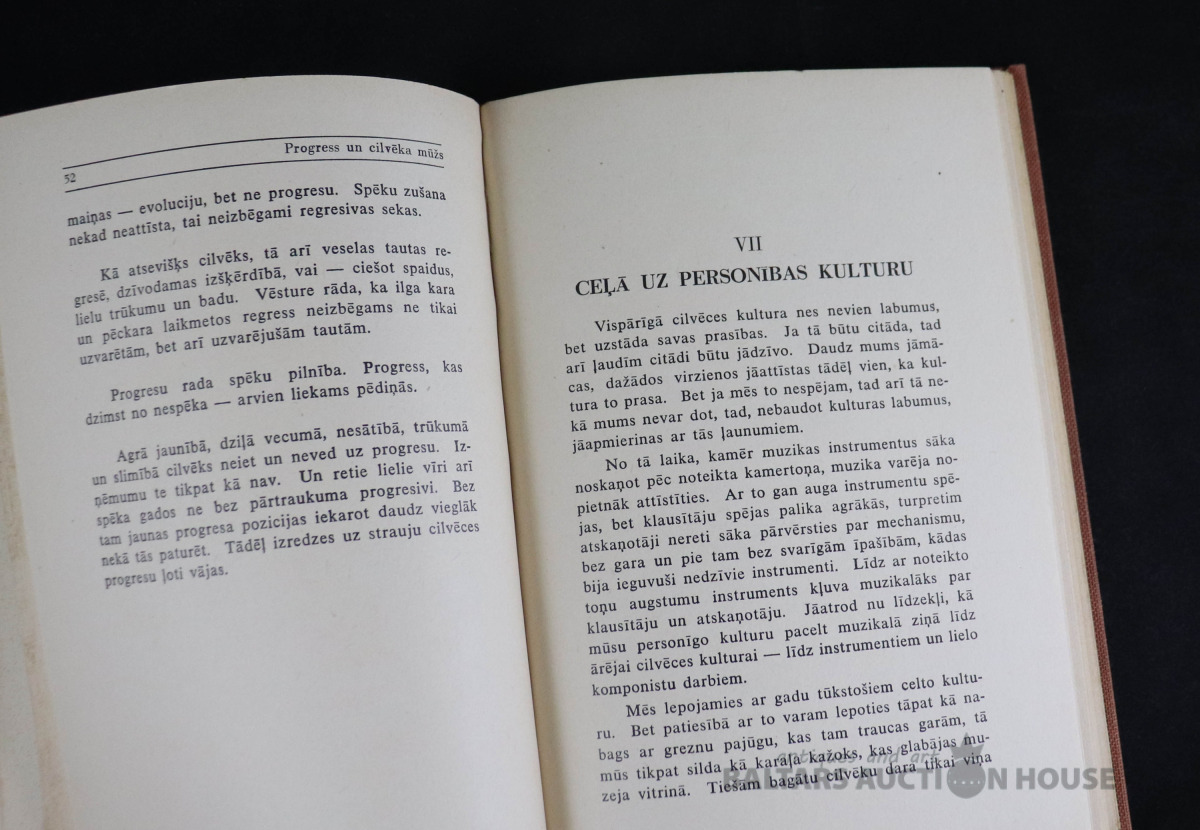 Progress un cilvēka mūžs
52
maiņas — evoluciju, bet ne progresu. Spēku zušana
nekad neattīsta, tai neizbēgami regresivas sekas.
Kā atsevišķs cilvēks, tā arī veselas tautas re-
gresē, dzīvodamas izšķērdībā, vai — ciešot spaidus,
lielu trūkumu un badu. Vēsture rāda, ka ilga kara
un pēckara laikmetos regress neizbēgams ne tikai
uzvarētām, bet arī uzvarējušām tautām.
Progresu rada spēku pilnība. Progress, kas
dzimst no nespēka — arvien liekams pēdiņās.
Agrā jaunībā, dziļā vecumā, nesātībā, trūkumā
un slimībā cilvēks neiet un neved uz progresu. Iz-
ņēmumu te tikpat kā nav. Un retie lielie vīri arī
spēka gados ne bez pārtraukuma progresivi. Bez
tam jaunas progresa pozicijas iekarot daudz vieglāk
nekā tās paturēt. Tādēļ izredzes uz strauju cilvēces
progresu ļoti vājas.
VII
CEĻĀ UZ PERSONĪBAS KULTURU
Vispārīgā cilvēces kultura nes nevien labumus,
bet uzstāda savas prasības. Ja tā būtu citāda, tad
arī ļaudīm citādi būtu jādzīvo. Daudz mums jāmā-
cas, dažādos virzienos jāattīstas tādēļ vien, ka kul-
tura to prasa. Bet ja mēs to nespējam, tad arī tā ne-
kā mums nevar dot, tad, nebaudot kulturas labumus,
jāapmierinas ar tās ļaunumiem.
No tā laika, kamēr muzikas instrumentus sāka
noskaņot pēc noteikta kamertoņa, muzika varēja no-
pietnāk attīstīties. Ar to gan auga instrumentu spē-
jas, bet klausītāju spējas palika agrākās, turpretim
atskaņotāji nereti sāka pārvērsties par mechanismu,
bez gara un pie tam bez svarīgām īpašībām, kādas
bija ieguvuši nedzīvie instrumenti. Līdz ar noteikto
toņu augstumu instruments kļuva muzikalāks par
klausītāju un atskaņotāju. Jāatrod nu līdzekļi, kā
mūsu personīgo kulturu pacelt muzikalā ziņā līdz
ārējai cilvēces kulturai — līdz instrumentiem un lielo
komponistu darbiem.
Mēs lepojamies ar gadu tūkstošiem celto kultu-
ru. Bet patiesībā ar to varam lepoties tāpat kā na-
bags ar greznu pajūgu, kas tam traucas garām, tā
mūs tikpat silda kā karaļa kažoks, kas glabājas mu-
zeja vitrinā. Tiešam bagātu cilvēku dara tikai viņa
antiques and art
BALTARS AUCTION HOUSE